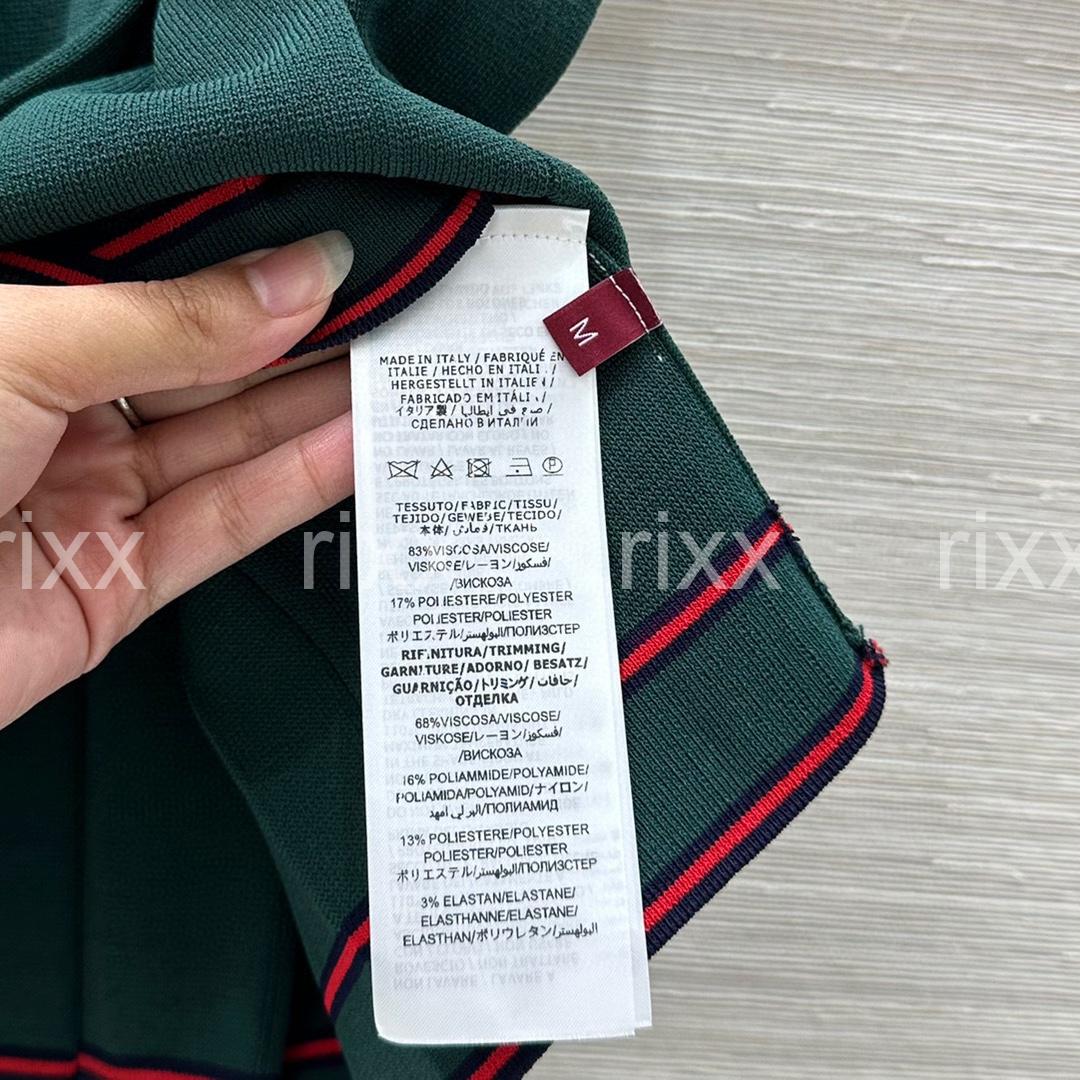 M
MADE IN ITALY / FABRIQUÉ EN
ITALIE / HECHO EN ITALI /
HERGESTELLT IN ITALIEN /
FABRICADO EM ITÁLI /
イタリア製 / صنع في ايطاليا /
СДЕЛАНО В ИТАЛИИ
TESSUTO/FABRIC/TISSU/
TEJIDO/GEWEBE/TECIDO/
本体/قماش/ТКАНЬ
83%VISCOSA/VISCOSE/
VISKOSE/レーヨン/فسكوز/
/ВИСКОЗА
17% POLIESTERE/POLYESTER
POLIESTER/POLIESTER
ポリエステル/البولهستر/ПОЛИЭСТЕР
RIFINITURA/TRIMMING/
GARNITURE/ADORNO/ BESATZ/
GUARNIÇÃO/トリミング/حافات/
ОТДЕЛКА
68%VISCOSA/VISCOSE/
VISKOSE/レーヨン/فسكوز/
/ВИСКОЗА
16% POLIAMMIDE/POLYAMIDE/
POLIAMIDA/POLYAMID/ナイロン/
/ПОЛИАМИД
13% POLIESTERE/POLYESTER
POLIESTER/POLIESTER
ポリエステル/البولهستر/ПОЛИЭСТЕР
3% ELASTAN/ELASTANE/
ELASTHANNE/ELASTANE/
ELASTHAN/ポリウレタン/البولهستر
rixx rixx rixx rixx